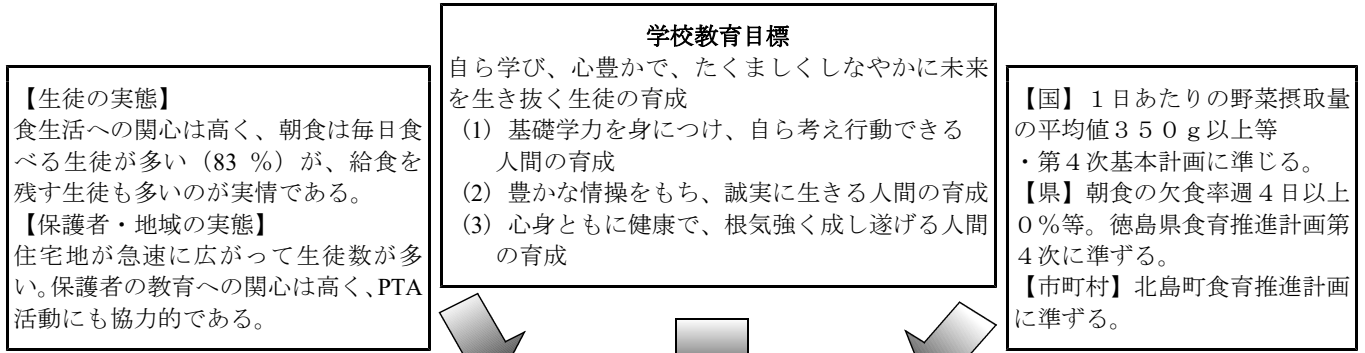 学校教育目標
自ら学び、心豊かで、たくましくしなやかに未来
を生き抜く生徒の育成
(1) 基礎学力を身につけ、自ら考え行動できる
人間の育成
(2) 豊かな情操をもち、誠実に生きる人間の育成
(3) 心身ともに健康で、根気強く成し遂げる人間
の育成
【生徒の実態】
食生活への関心は高く、朝食は毎日食
べる生徒が多い（83 %）が、給食を
残す生徒も多いのが実情である。
【保護者・地域の実態】
住宅地が急速に広がって生徒数が多
い。保護者の教育への関心は高く、PTA
活動にも協力的である。
【国】１日あたりの野菜摂取量
の平均値３５０ｇ以上等
・第４次基本計画に準じる。
【県】朝食の欠食率週４日以上
０％等。徳島県食育推進計画第
４次に準ずる。
【市町村】北島町食育推進計画
に準ずる。